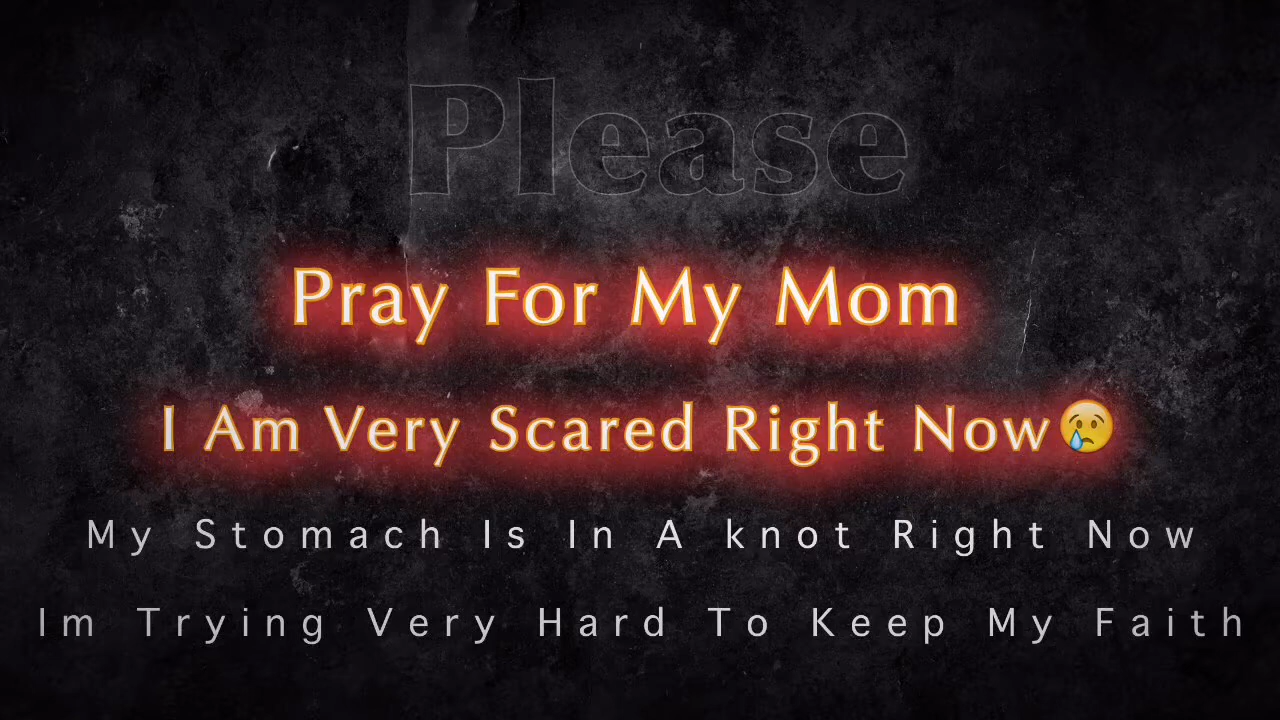 Please
Pray For My Mom
I Am Very Scared Right Now😢
My Stomach Is In A knot Right Now
Im Trying Very Hard To Keep My Faith